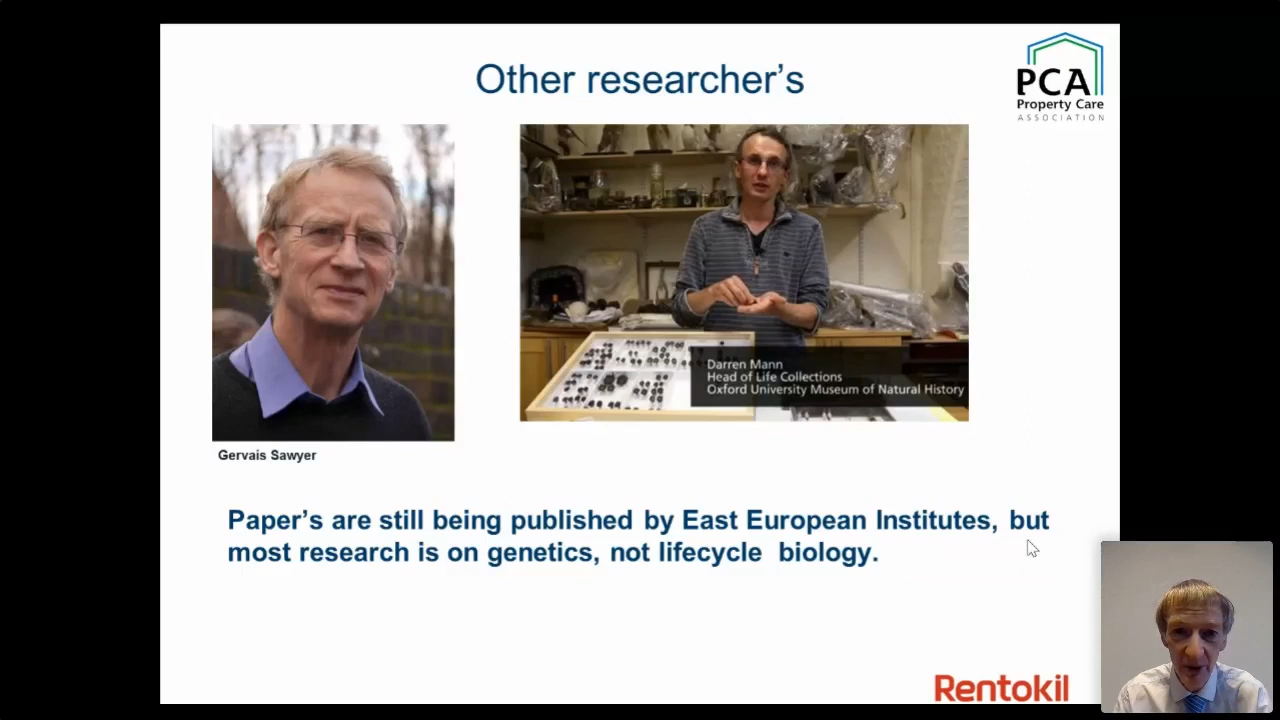 Other researcher's
PCA
Property Care
ASSOCIATION
Darren Mann
Head of Life Collections
Oxford University Museum of Natural History
Gervais Sawyer
Paper's are still being published by East European Institutes, but
most research is on genetics, not lifecycle biology.
Rentokil